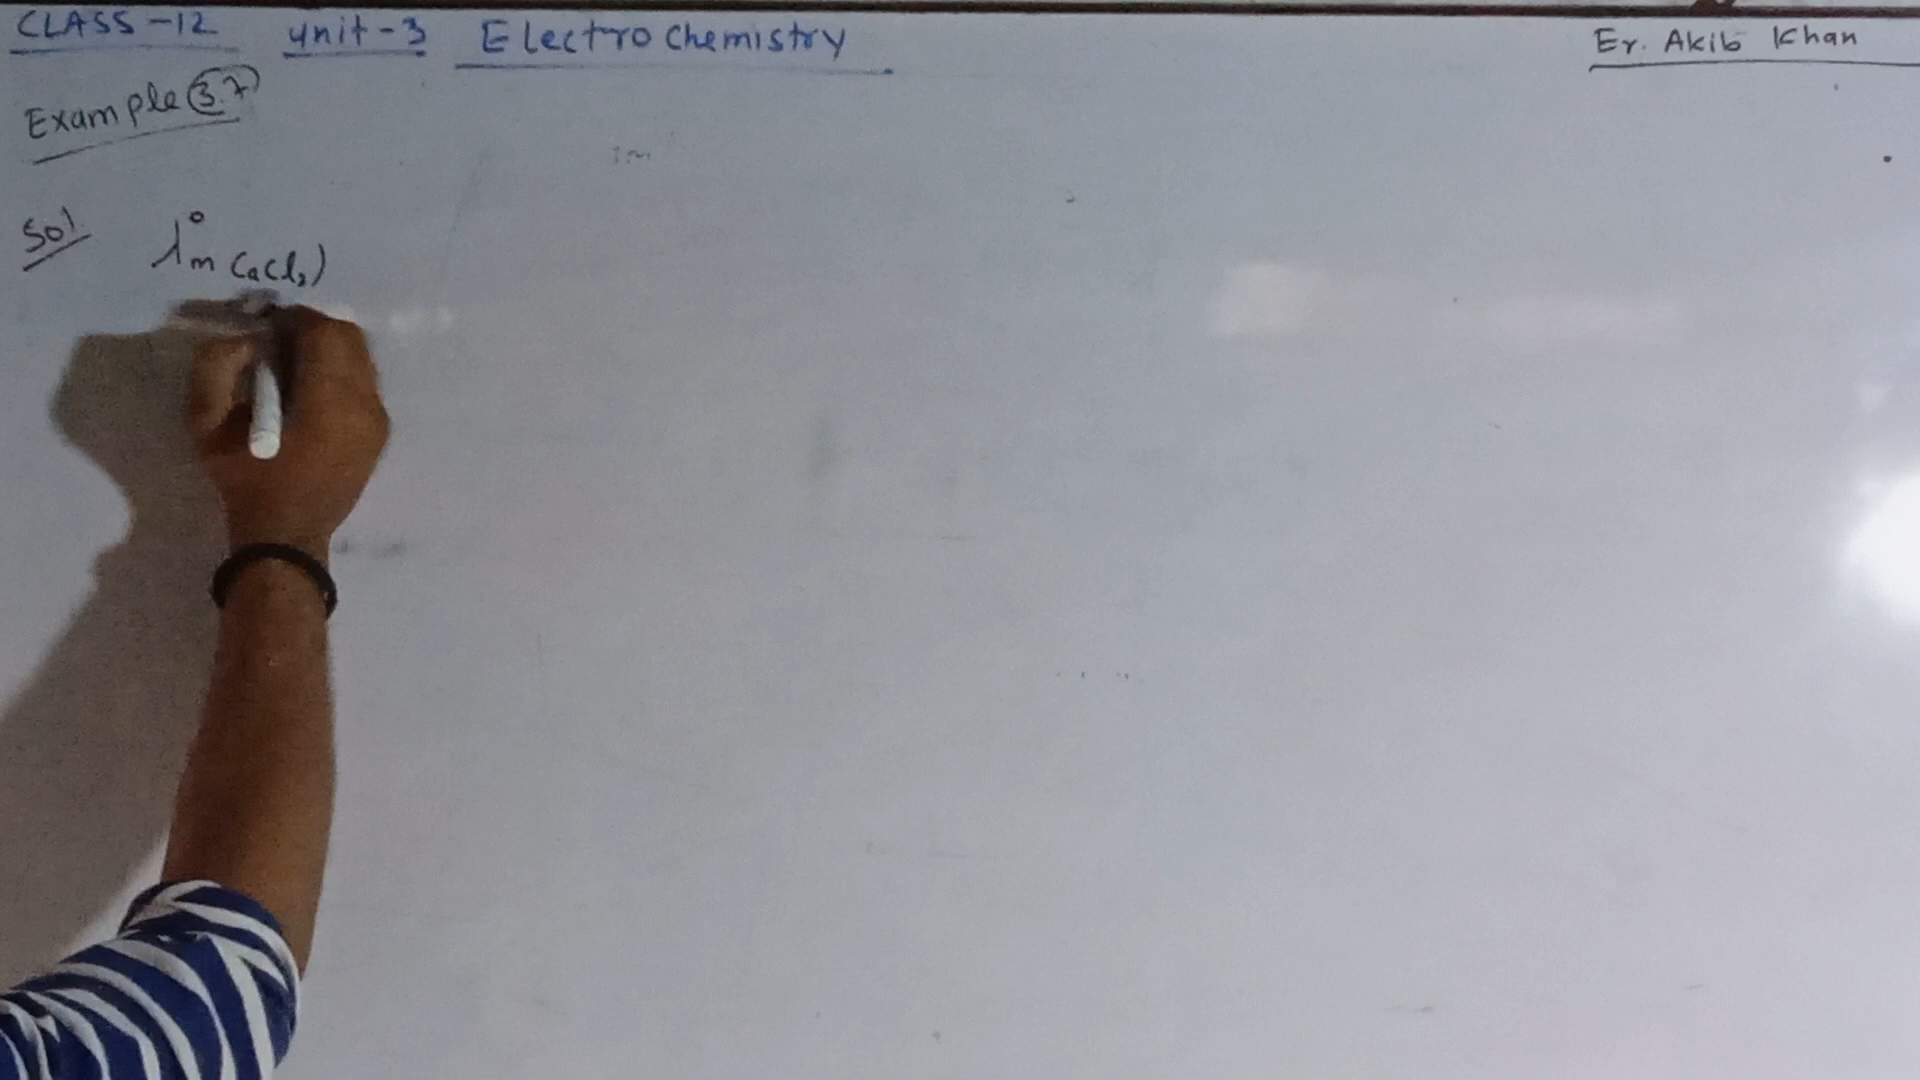 CLASS-12 unit-3 Electro Chemistry Er. Akib Khan
Example 3.7
Sol λ°m CaCl₂)